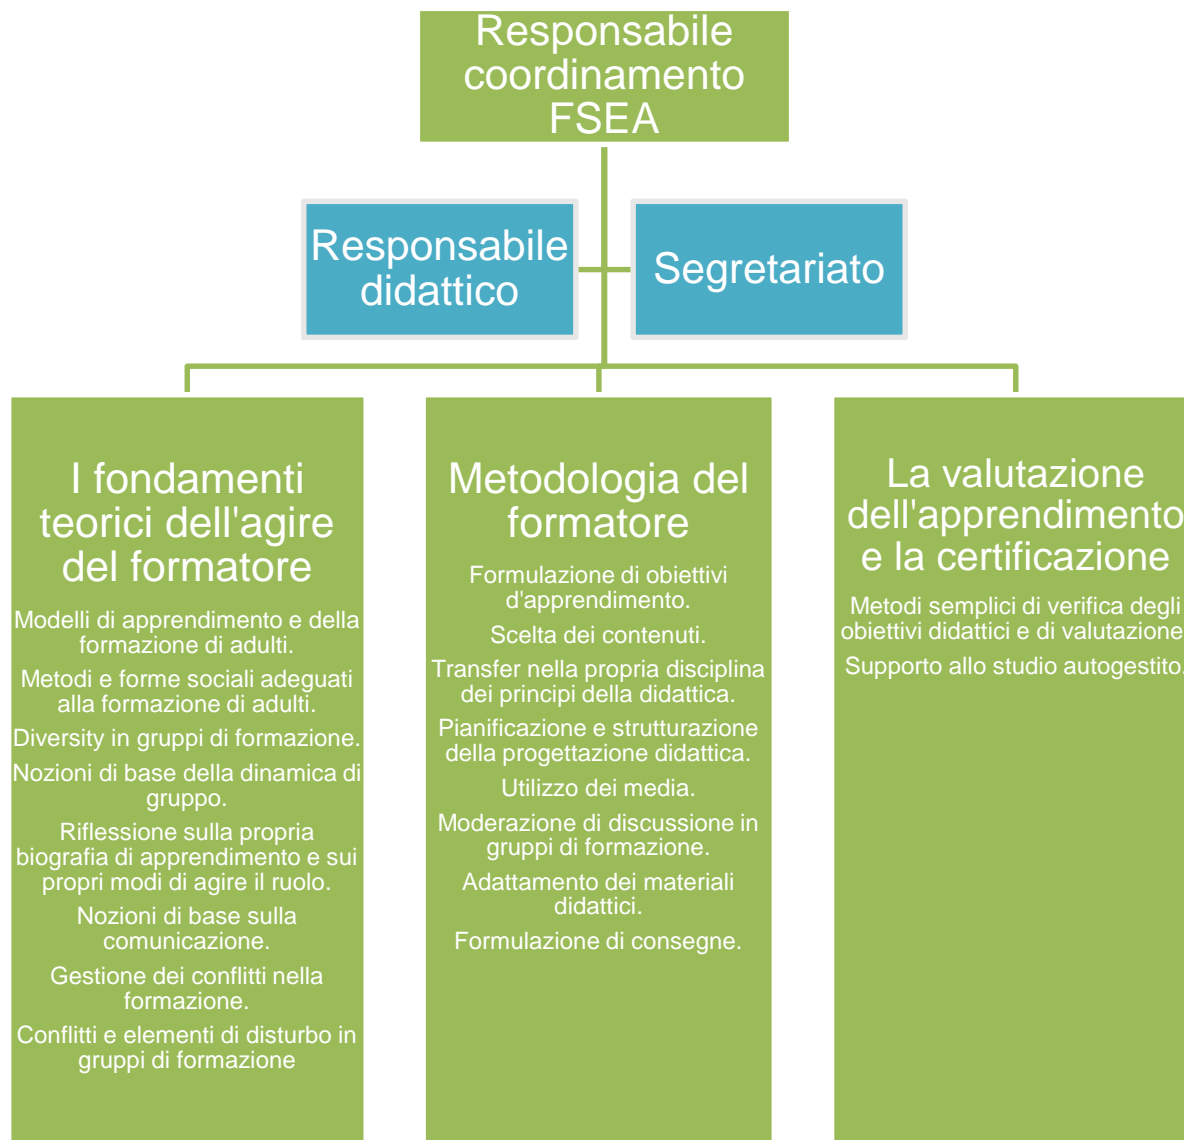 Responsabile
coordinamento
FSEA
Responsabile
didattico
Segretariato
I fondamenti
teorici dell'agire
del formatore
Modelli di apprendimento e della
formazione di adulti.
Metodi e forme sociali adeguati
alla formazione di adulti.
Diversity in gruppi di formazione.
Nozioni di base della dinamica di
gruppo.
Riflessione sulla propria
biografia di apprendimento e sui
propri modi di agire il ruolo.
Nozioni di base sulla
comunicazione.
Gestione dei conflitti nella
formazione.
Conflitti e elementi di disturbo in
gruppi di formazione
Metodologia del
formatore
Formulazione di obiettivi
d'apprendimento.
Scelta dei contenuti.
Transfer nella propria disciplina
dei principi della didattica.
Pianificazione e strutturazione
della progettazione didattica.
Utilizzo dei media.
Moderazione di discussione in
gruppi di formazione.
Adattamento dei materiali
didattici.
Formulazione di consegne.
La valutazione
dell'apprendimento
e la certificazione
Metodi semplici di verifica degli
obiettivi didattici e di valutazione
Supporto allo studio autogestito.